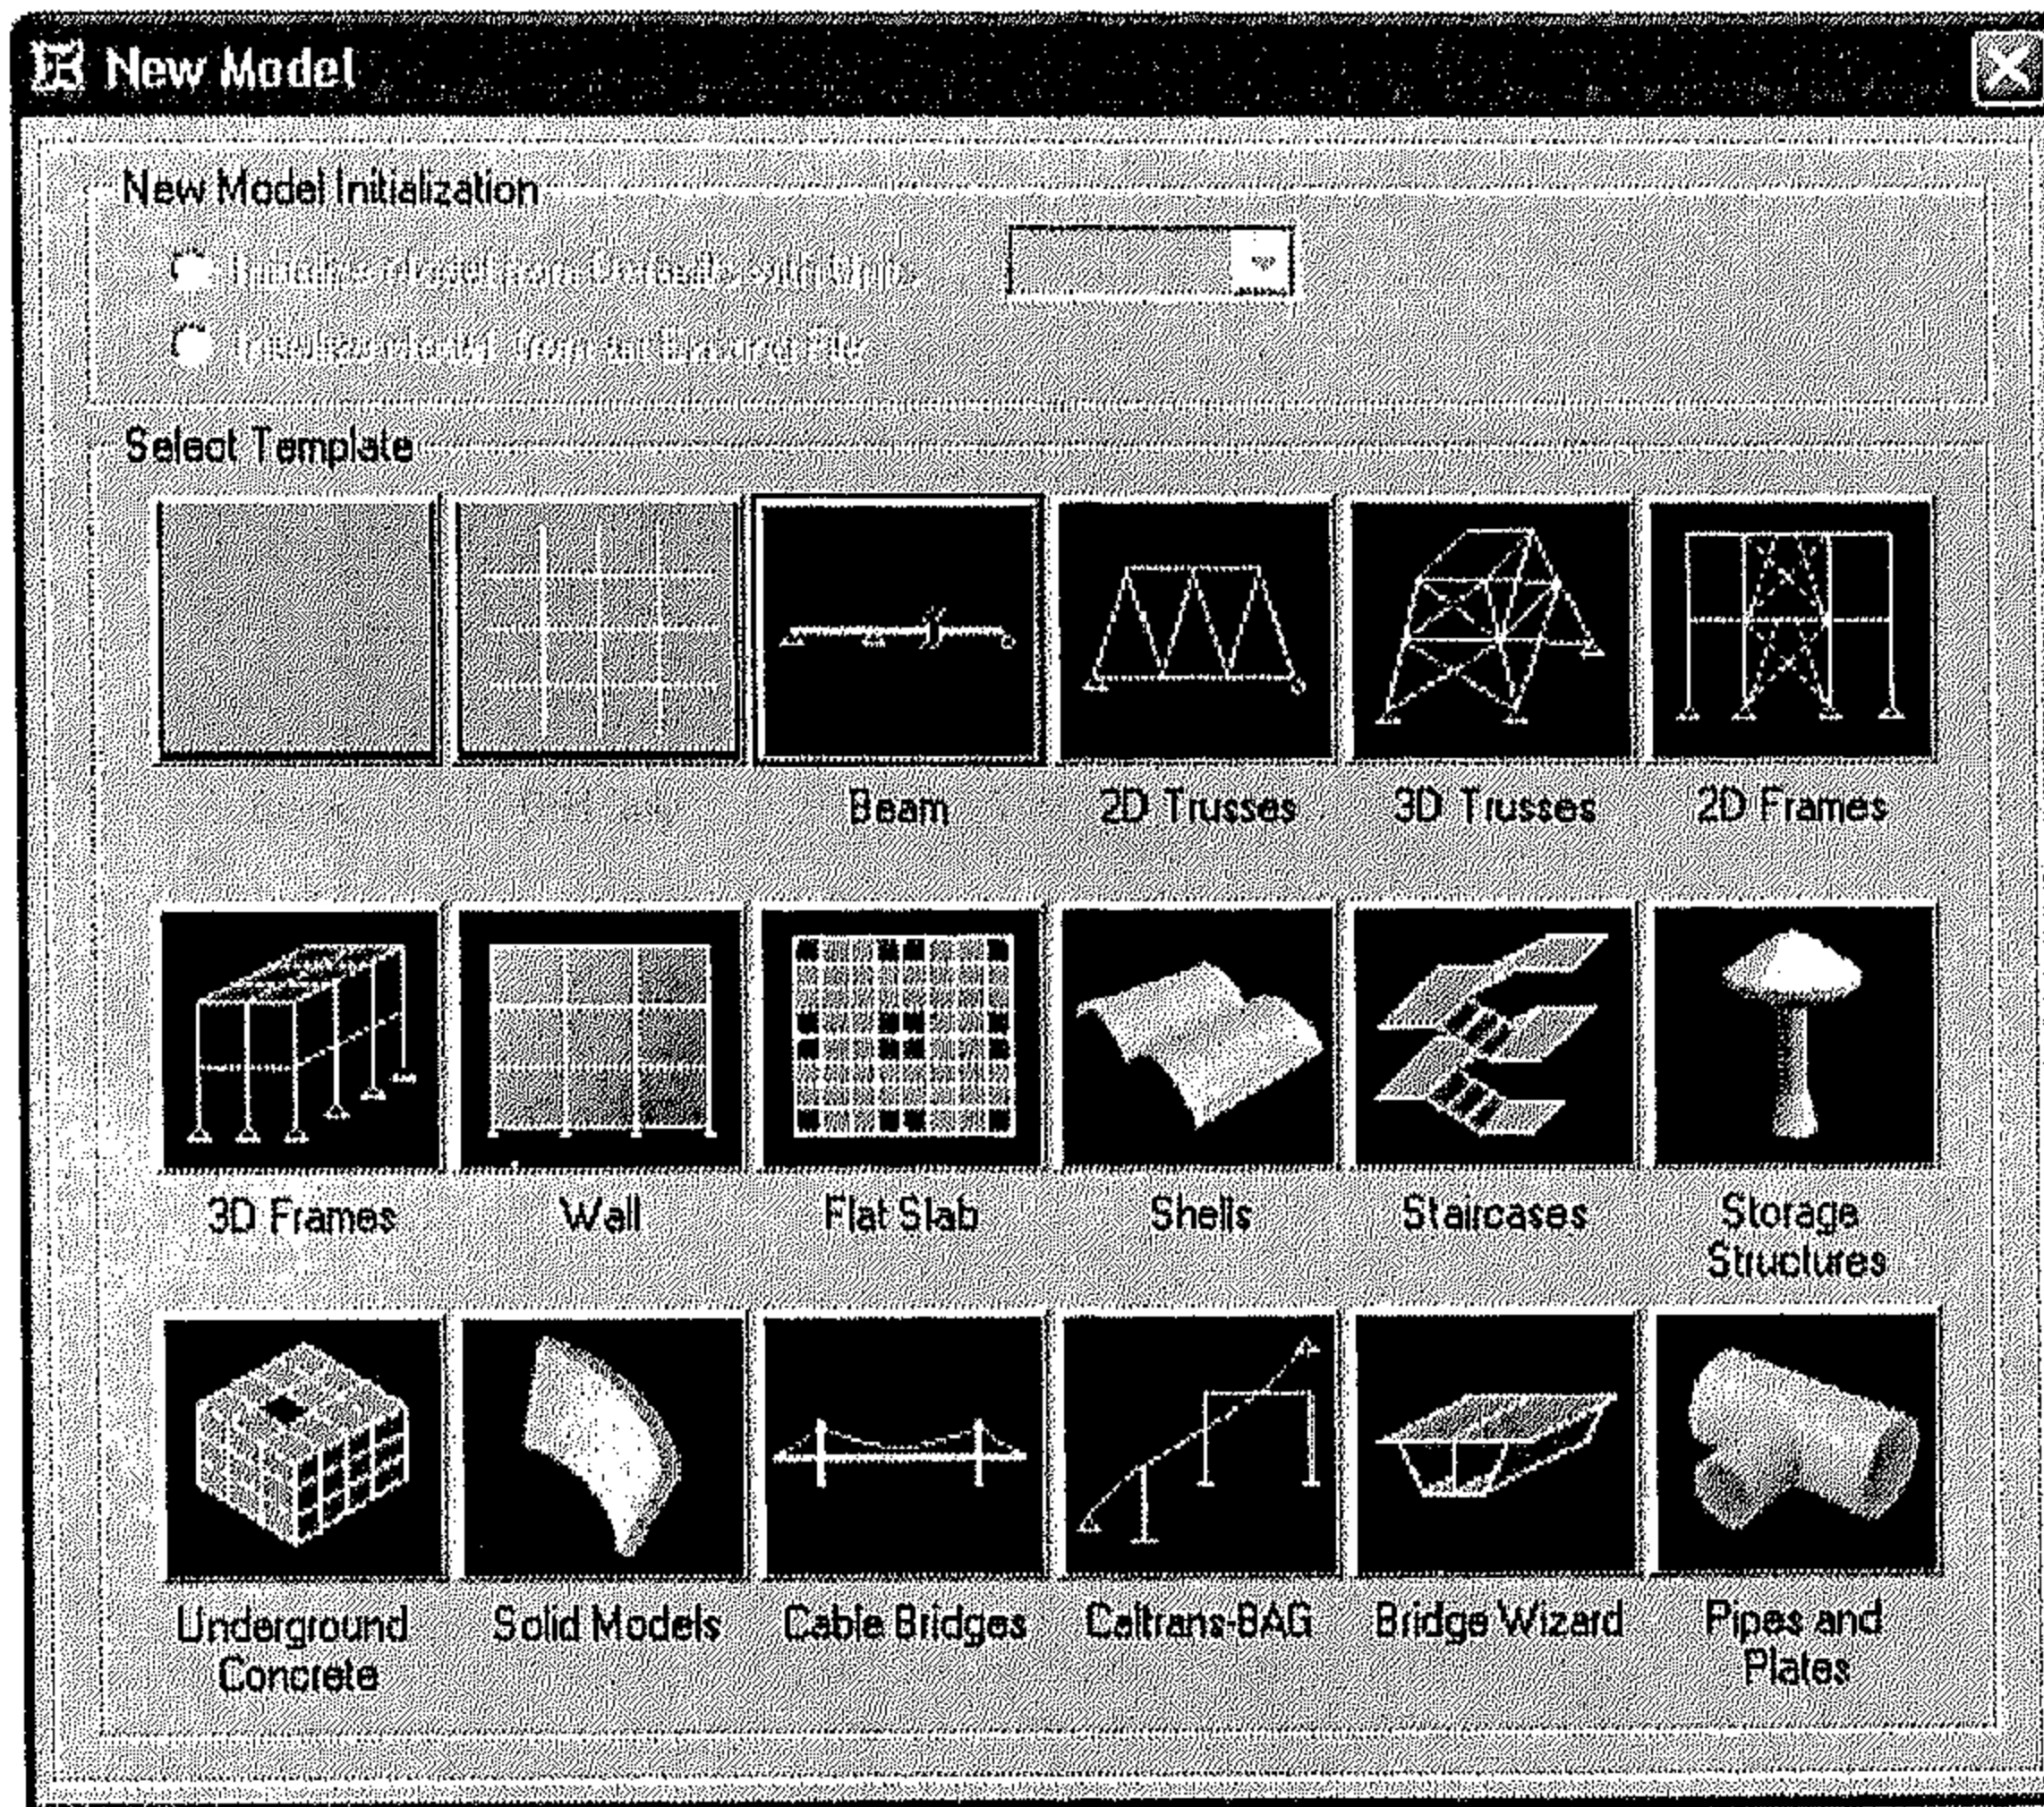 New Model
New Model Initialization
Select Template
Beam
2D Trusses
3D Trusses
2D Frames
3D Frames
Wall
Flat Slab
Shells
Staircases
Storage
Structures
Underground
Concrete
Solid Models
Cable Bridges
Caltrans-BAG
Bridge Wizard
Pipes and
Plates